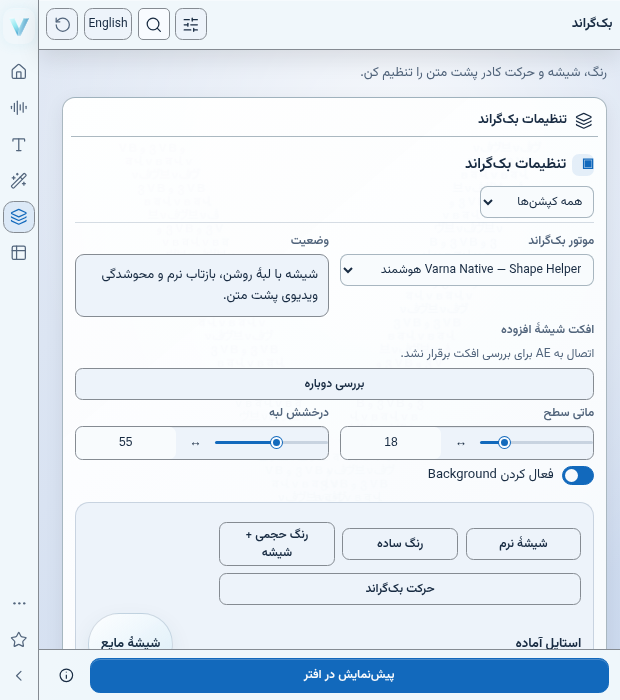 بک‌گراند
English
رنگ، شیشه و حرکت کادر پشت متن را تنظیم کن.
تنظیمات بک‌گراند
تنظیمات بک‌گراند
همه کپشن‌ها
موتور بک‌گراند
وضعیت
Varna Native — Shape Helper هوشمند
شیشه با لبهٔ روشن، بازتاب نرم و محوشدگی
ویدیوی پشت متن.
افکت شیشهٔ افزوده
اتصال به AE برای بررسی افکت برقرار نشد.
بررسی دوباره
ماتی سطح
درخشش لبه
18
55
فعال کردن Background
شیشهٔ نرم
رنگ ساده
رنگ حجمی +
شیشه
حرکت بک‌گراند
استایل آماده
شیشهٔ مایع
پیش‌نمایش در افتر